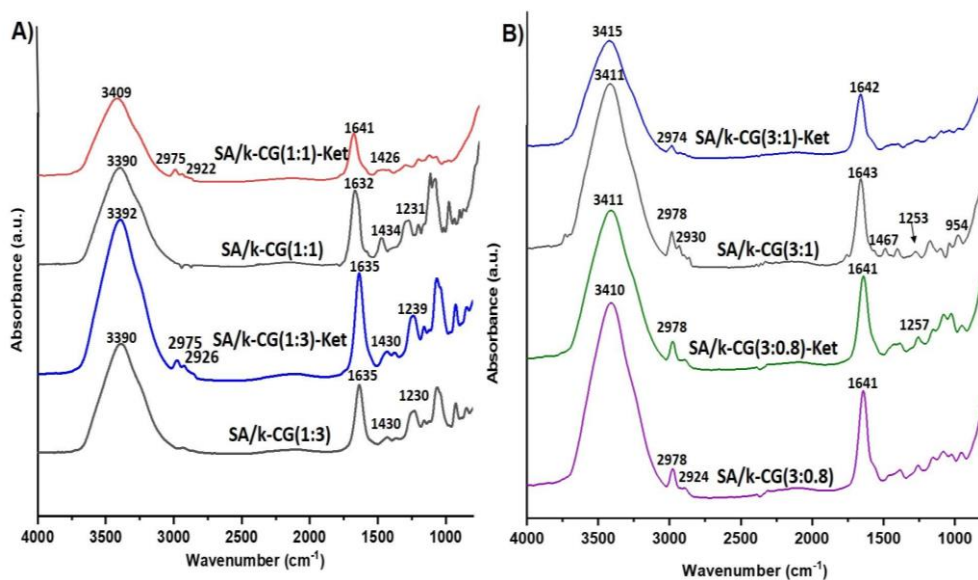 A)
Absorbance (a.u.)
3409
2975
2922
1641
1426
SA/k-CG(1:1)-Ket
3390
1632
1434
1231
SA/k-CG(1:1)
3392
2975
2926
1635
1430
1239
SA/k-CG(1:3)-Ket
3390
1635
1430
1230
SA/k-CG(1:3)
4000 3500 3000 2500 2000 1500 1000
Wavenumber (cm⁻¹)
B)
Absorbance (a.u.)
3415
2974
1642
SA/k-CG(3:1)-Ket
3411
2978
2930
1643
1467
1253
954
SA/k-CG(3:1)
3411
2978
1641
1257
SA/k-CG(3:0.8)-Ket
3410
2978
2924
1641
SA/k-CG(3:0.8)
4000 3500 3000 2500 2000 1500 1000
Wavenumber (cm⁻¹)